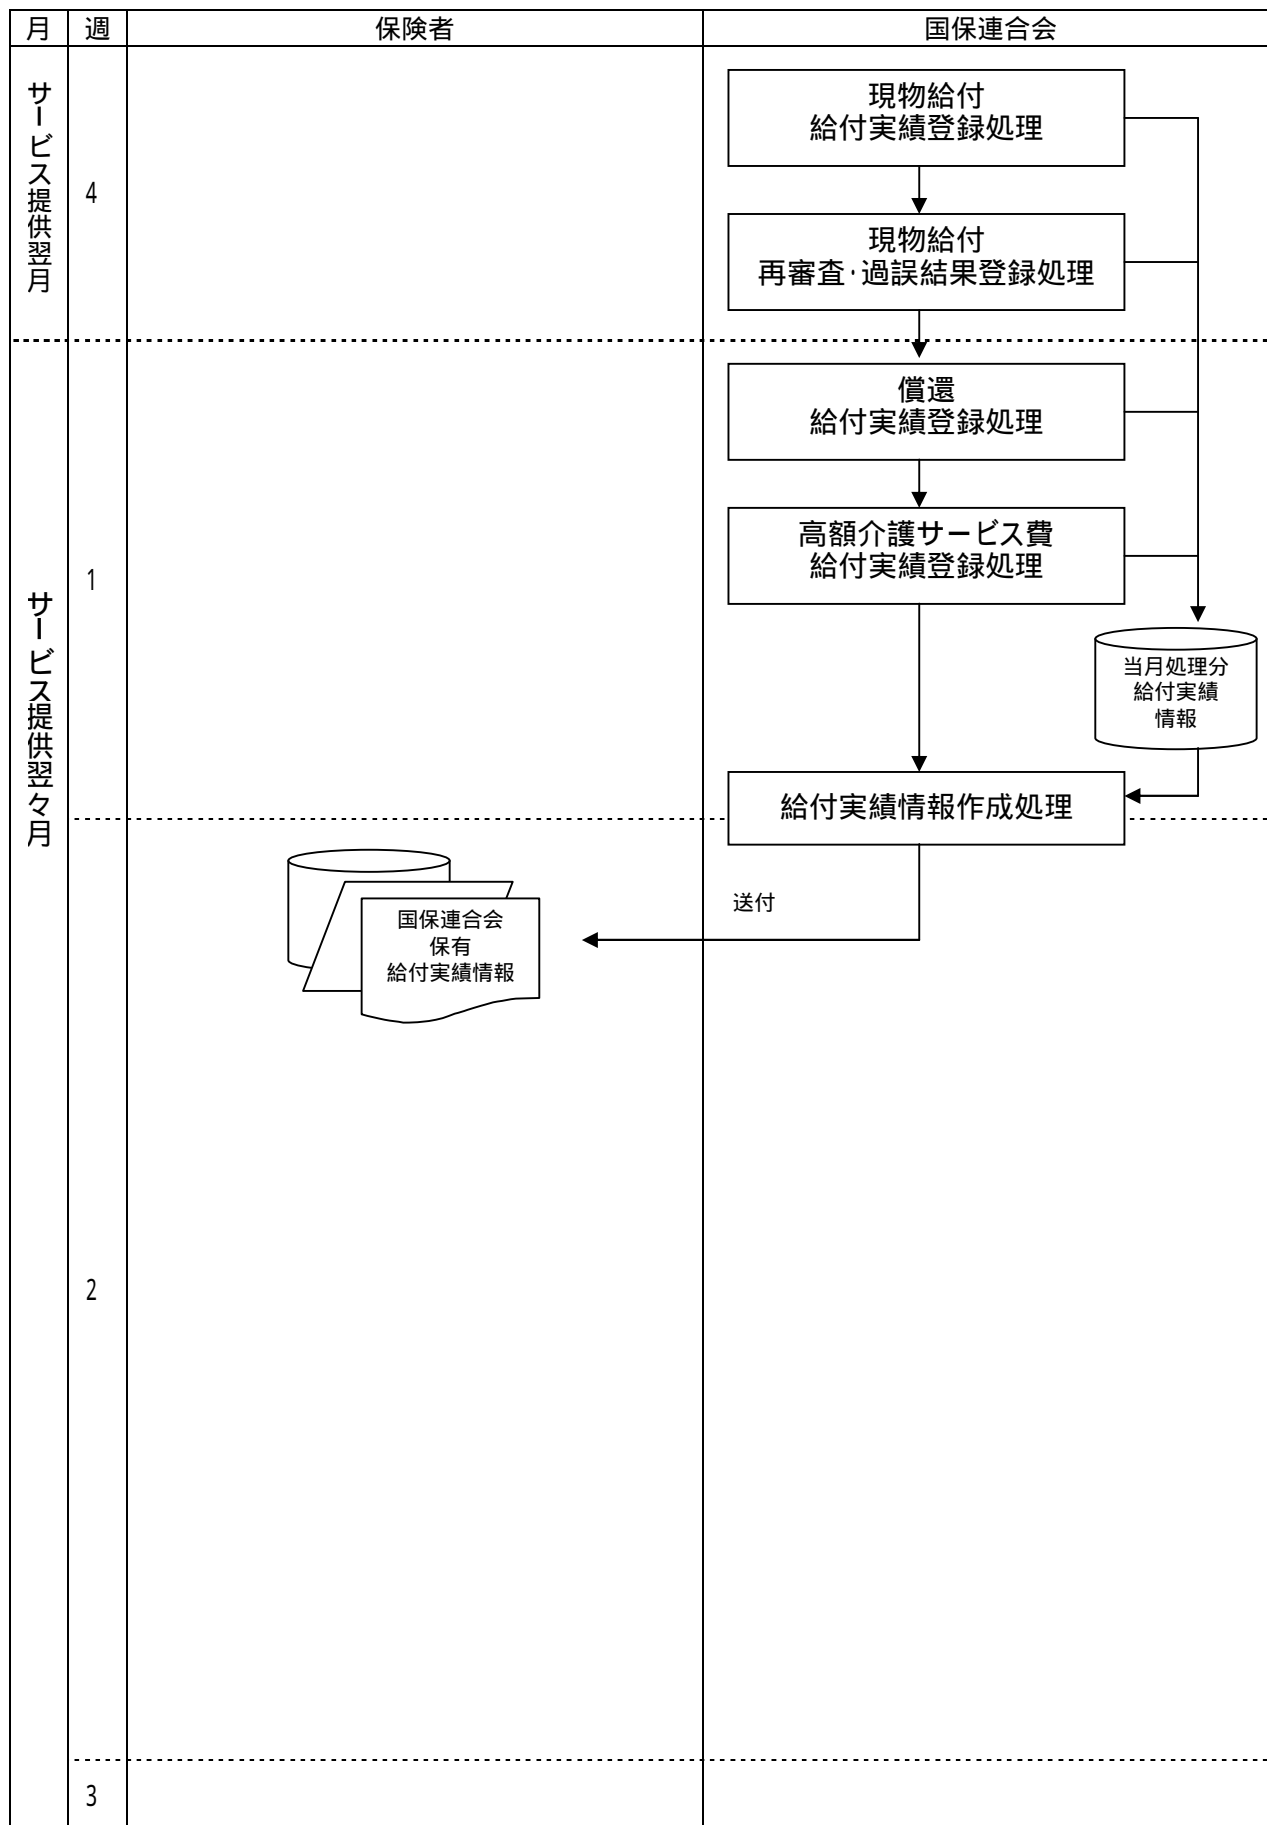 月 週 保険者 国保連合会
サービス提供翌月
4
現物給付
給付実績登録処理
現物給付
再審査・過誤結果登録処理
サービス提供翌々月
1
償還
給付実績登録処理
高額介護サービス費
給付実績登録処理
当月処理分
給付実績
情報
給付実績情報作成処理
送付
国保連合会
保有
給付実績情報
2
3